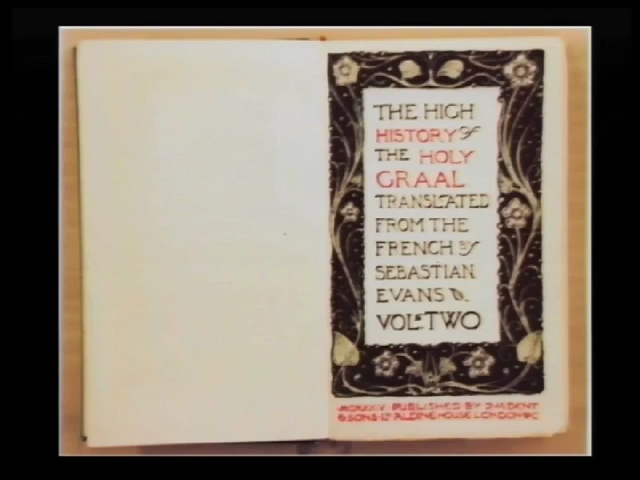 THE HIGH
HISTORY of
THE HOLY
GRAAL
TRANSLATED
FROM THE
FRENCH BY
SEBASTIAN
EVANS
VOL. TWO
PUBLISHED BY J. M. DENT
& SONS LTD ALDINE HOUSE LONDON W C